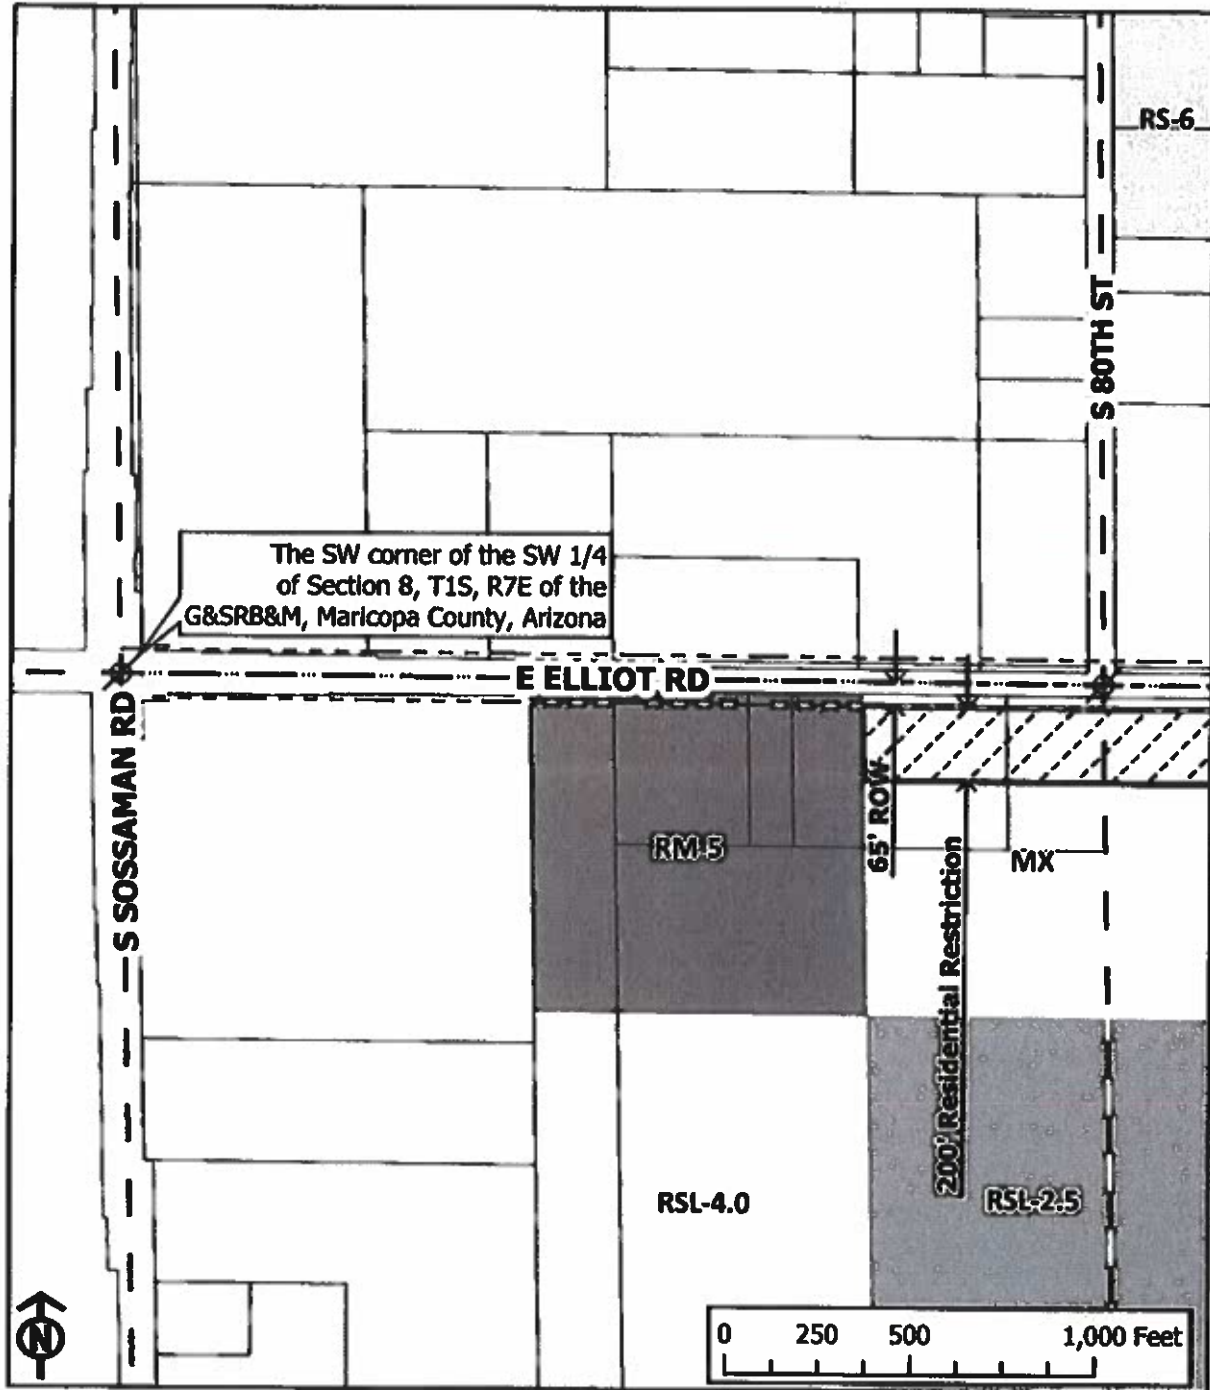 RS-6
S 80TH ST
The SW corner of the SW 1/4
of Section 8, T1S, R7E of the
G&SRB&M, Maricopa County, Arizona
E ELLIOT RD
S SOSSAMAN RD
RM-5
65' ROW
MX
200' Residential Restriction
RSL-4.0
RSL-2.5
N
0 250 500 1,000 Feet